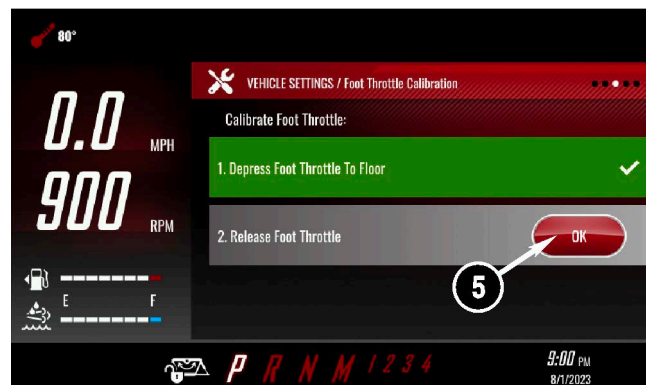 80°
VEHICLE SETTINGS / Foot Throttle Calibration
0.0 MPH
Calibrate Foot Throttle:
1. Depress Foot Throttle To Floor
900 RPM
2. Release Foot Throttle
OK
5
E F
P R N M 1 2 3 4
9:00 PM
8/1/2023